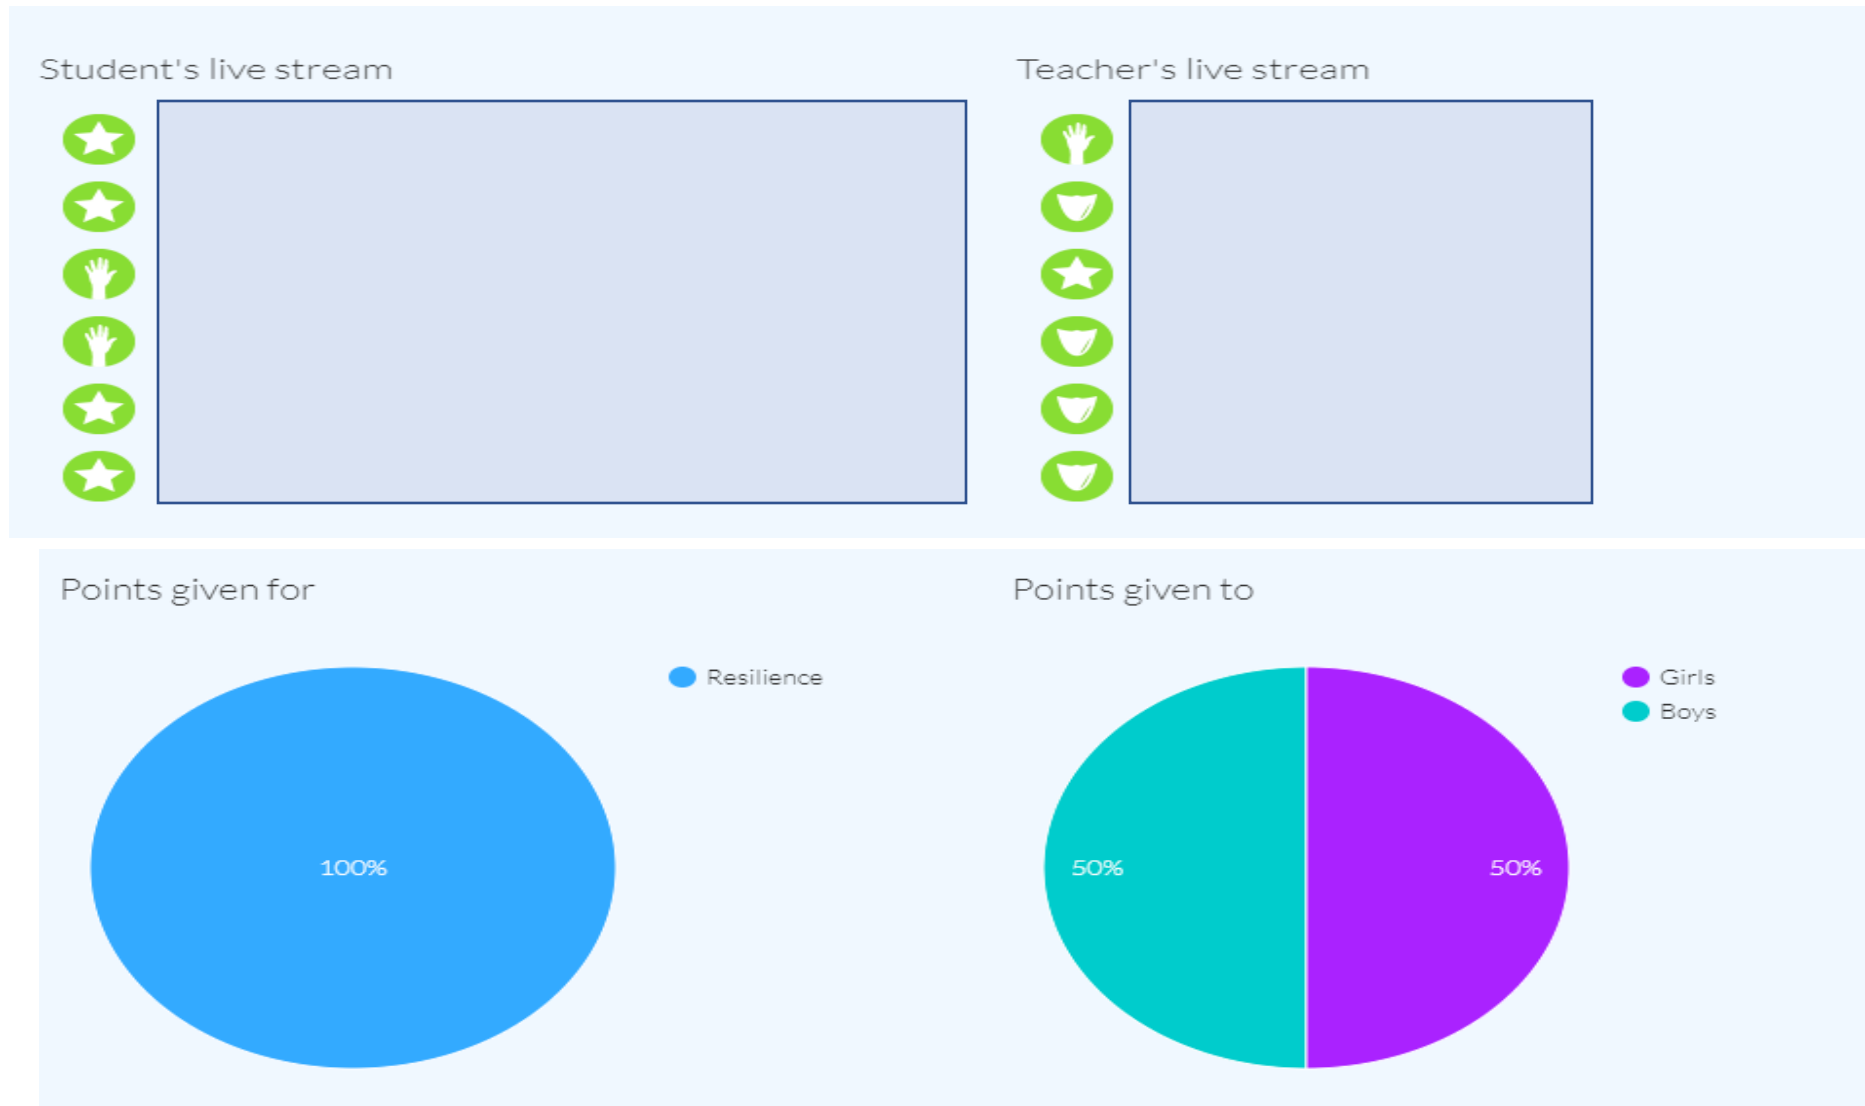 Student's live stream
Teacher's live stream
Points given for
Resilience
100%
Points given to
Girls
Boys
50%
50%